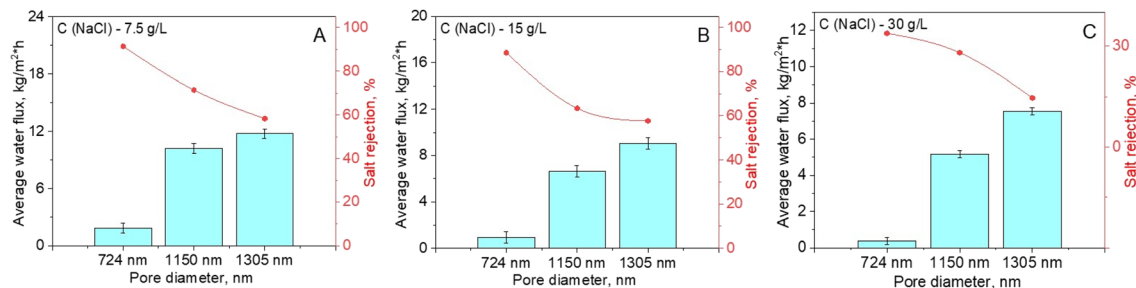 C (NaCl) - 7.5 g/L
A
Average water flux, kg/m²*h
24
18
12
6
0
100
80
60
40
20
0
Salt rejection, %
724 nm 1150 nm 1305 nm
Pore diameter, nm
C (NaCl) - 15 g/L
B
Average water flux, kg/m²*h
20
16
12
8
4
0
100
80
60
40
20
0
Salt rejection, %
724 nm 1150 nm 1305 nm
Pore diameter, nm
C (NaCl) - 30 g/L
C
Average water flux, kg/m²*h
12
10
8
6
4
2
0
30
0
Salt rejection, %
724 nm 1150 nm 1305 nm
Pore diameter, nm